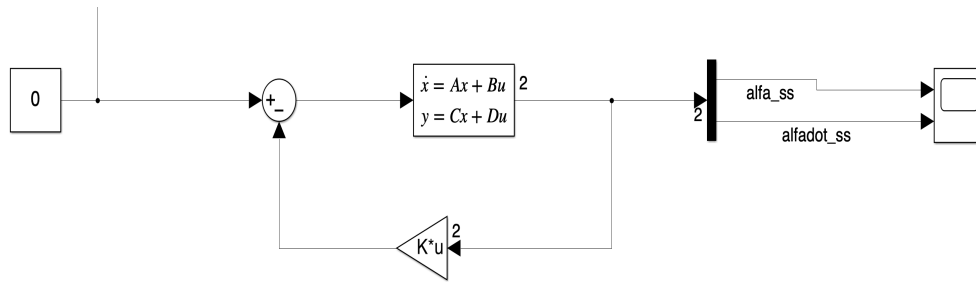 0
+
−
ẋ = Ax + Bu
y = Cx + Du
2
2
alfa_ss
alfadot_ss
K*u
2